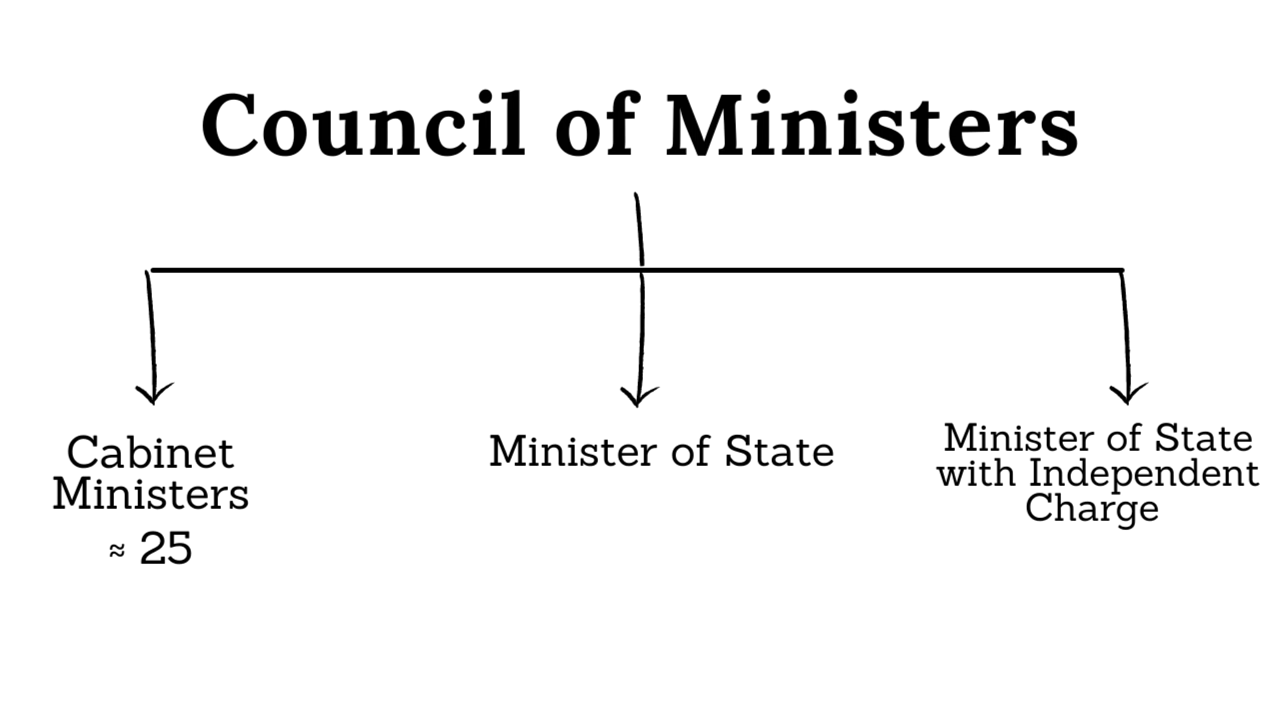 Council of Ministers
Cabinet
Ministers
≈ 25
Minister of State
Minister of State
with Independent
Charge